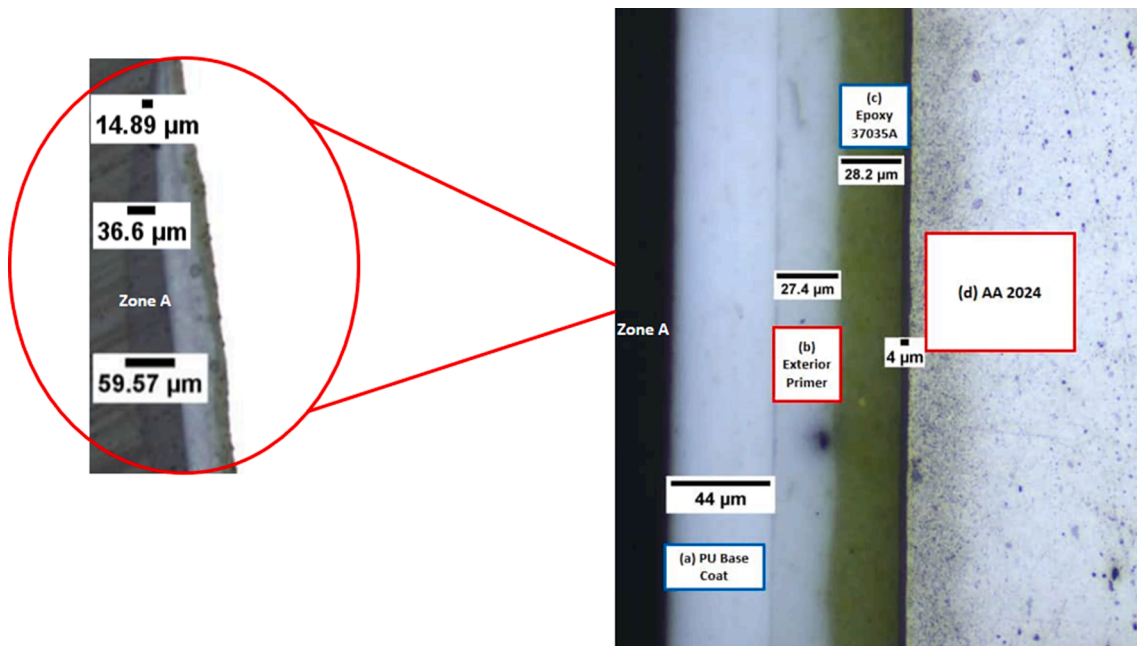 14.89 µm
36.6 µm
Zone A
59.57 µm
Zone A
44 µm
(a) PU Base
Coat
27.4 µm
(b)
Exterior
Primer
(c)
Epoxy
37035A
28.2 µm
4 µm
(d) AA 2024